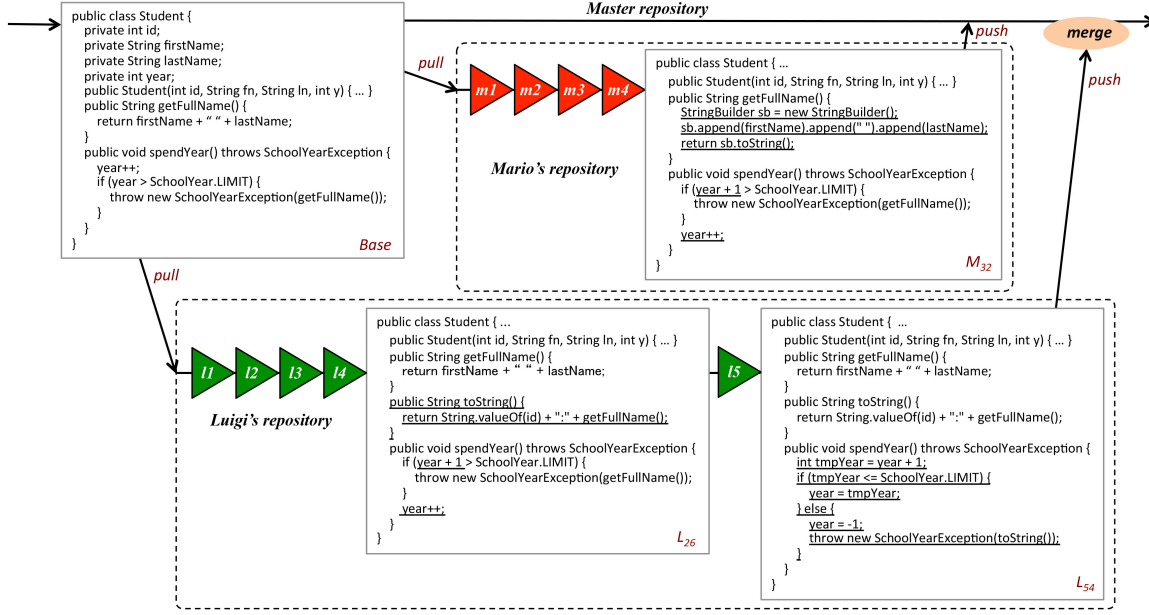 Master repository
public class Student {
private int id;
private String firstName;
private String lastName;
private int year;
public Student(int id, String fn, String ln, int y) { ... }
public String getFullName() {
return firstName + “ “ + lastName;
}
public void spendYear() throws SchoolYearException {
year++;
if (year > SchoolYear.LIMIT) {
throw new SchoolYearException(getFullName());
}
}
}
Base
pull
m1 m2 m3 m4
Mario’s repository
public class Student { ...
public Student(int id, String fn, String ln, int y) { ... }
public String getFullName() {
StringBuilder sb = new StringBuilder();
sb.append(firstName).append(" ").append(lastName);
return sb.toString();
}
public void spendYear() throws SchoolYearException {
if (year + 1 > SchoolYear.LIMIT) {
throw new SchoolYearException(getFullName());
}
year++;
}
}
M32
push
merge
push
pull
l1 l2 l3 l4
Luigi’s repository
public class Student { ...
public Student(int id, String fn, String ln, int y) { ... }
public String getFullName() {
return firstName + “ “ + lastName;
}
public String toString() {
return String.valueOf(id) + ":" + getFullName();
}
public void spendYear() throws SchoolYearException {
if (year + 1 > SchoolYear.LIMIT) {
throw new SchoolYearException(getFullName());
}
year++;
}
}
L26
l5
public class Student { ...
public Student(int id, String fn, String ln, int y) { ... }
public String getFullName() {
return firstName + “ “ + lastName;
}
public String toString() {
return String.valueOf(id) + ":" + getFullName();
}
public void spendYear() throws SchoolYearException {
int tmpYear = year + 1;
if (tmpYear <= SchoolYear.LIMIT) {
year = tmpYear;
} else {
year = -1;
throw new SchoolYearException(toString());
}
}
}
L54